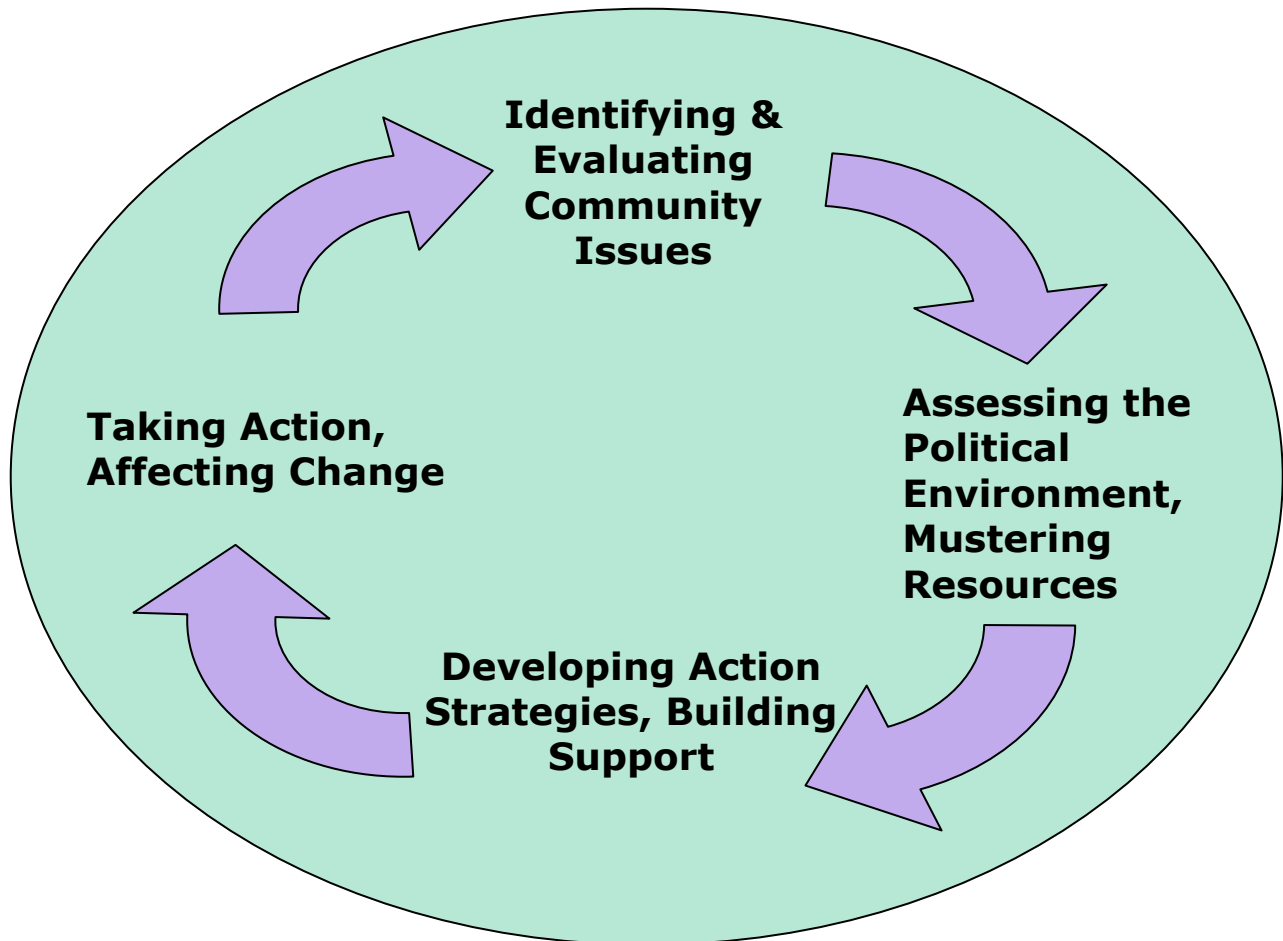 Identifying &
Evaluating
Community
Issues
Assessing the
Political
Environment,
Mustering
Resources
Developing Action
Strategies, Building
Support
Taking Action,
Affecting Change